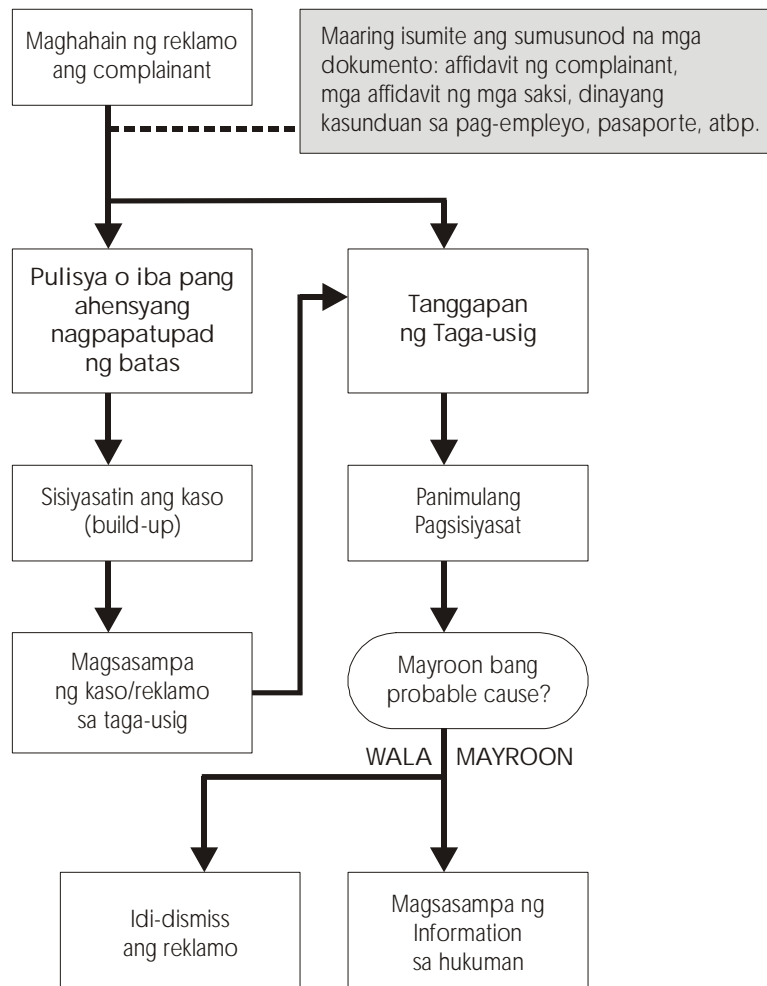 Maghahain ng reklamo
ang complainant
Maaring isumite ang sumusunod na mga
dokumento: affidavit ng complainant,
mga affidavit ng mga saksi, dinayang
kasunduan sa pag-empleyo, pasaporte, atbp.
Pulisya o iba pang
ahensyang
nagpapatupad
ng batas
Tanggapan
ng Taga-usig
Sisiyasatin ang kaso
(build-up)
Panimulang
Pagsisiyasat
Magsasampa
ng kaso/reklamo
sa taga-usig
Mayroon bang
probable cause?
WALA MAYROON
Idi-dismiss
ang reklamo
Magsasampa ng
Information
sa hukuman